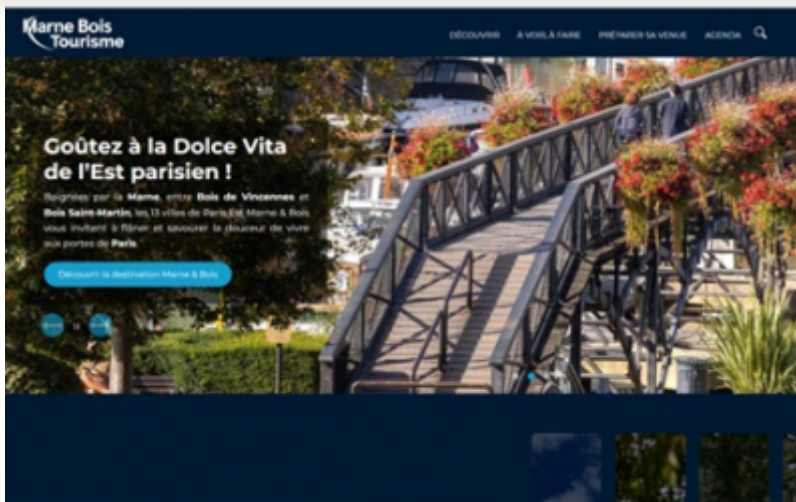 Marne Bois
Tourisme
DÉCOUVRIR
À VOIR, À FAIRE
PRÉPARER SA VENUE
AGENDA
Goûtez à la Dolce Vita
de l'Est parisien !
Baignées par la Marne, entre Bois de Vincennes et
Bois Saint-Martin, les 13 villes de Paris Est Marne & Bois
vous invitent à flâner et savourer la douceur de vivre
aux portes de Paris.
Découvrir la destination Marne & Bois